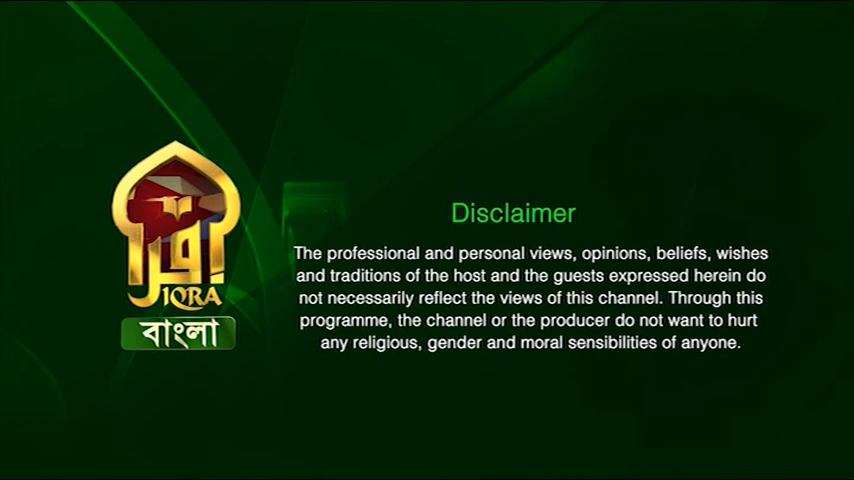 اقرأ
IQRA
বাংলা
Disclaimer
The professional and personal views, opinions, beliefs, wishes
and traditions of the host and the guests expressed herein do
not necessarily reflect the views of this channel. Through this
programme, the channel or the producer do not want to hurt
any religious, gender and moral sensibilities of anyone.